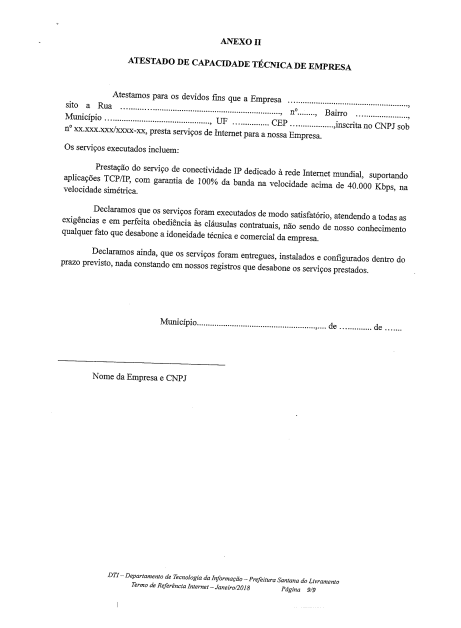 ANEXO II
ATESTADO DE CAPACIDADE TÉCNICA DE EMPRESA
Atestamos para os devidos fins que a Empresa ................................................,
sito a Rua ................................................................, nº......., Bairro .....................,
Município .........................................., UF .............. CEP ..................,inscrita no CNPJ sob
nº xx.xxx.xxx/xxxx-xx, presta serviços de Internet para a nossa Empresa.
Os serviços executados incluem:
Prestação do serviço de conectividade IP dedicado à rede Internet mundial, suportando
aplicações TCP/IP, com garantia de 100% da banda na velocidade acima de 40.000 Kbps, na
velocidade simétrica.
Declaramos que os serviços foram executados de modo satisfatório, atendendo a todas as
exigências e em perfeita obediência às cláusulas contratuais, não sendo de nosso conhecimento
qualquer fato que desabone a idoneidade técnica e comercial da empresa.
Declaramos ainda, que os serviços foram entregues, instalados e configurados dentro do
prazo previsto, nada constando em nossos registros que desabone os serviços prestados.
Município................................................,.... de .............. de ......
Nome da Empresa e CNPJ
DTI – Departamento de Tecnologia da Informação – Prefeitura Santana do Livramento
Termo de Referência Internet – Janeiro/2018 Página 9/9